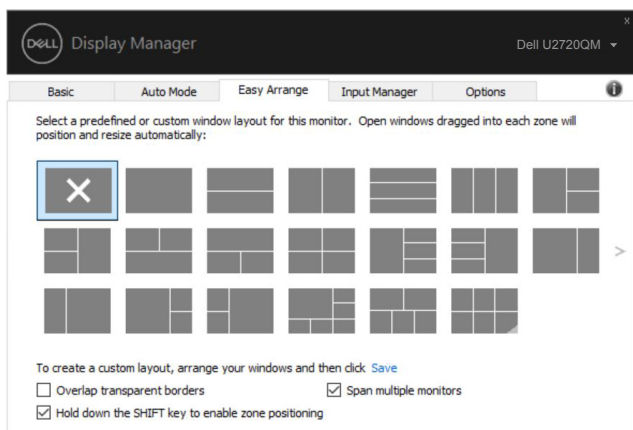 x
DELL Display Manager
Dell U2720QM
Basic Auto Mode Easy Arrange Input Manager Options
Select a predefined or custom window layout for this monitor. Open windows dragged into each zone will
position and resize automatically:
To create a custom layout, arrange your windows and then click Save
Overlap transparent borders Span multiple monitors
Hold down the SHIFT key to enable zone positioning